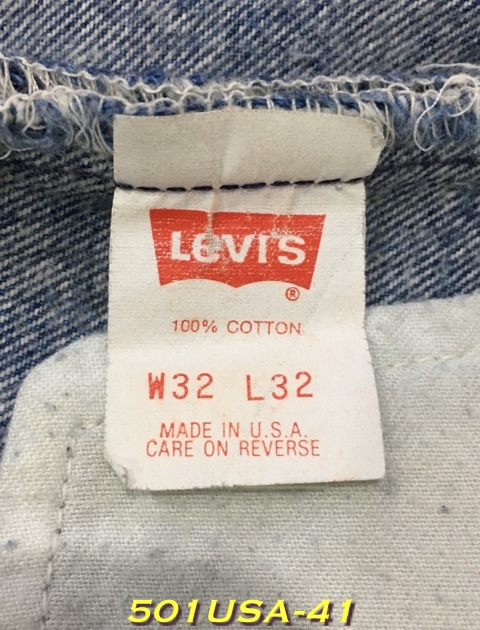 LEVI'S
®
100% COTTON
W32 L32
MADE IN U.S.A.
CARE ON REVERSE
501USA-41